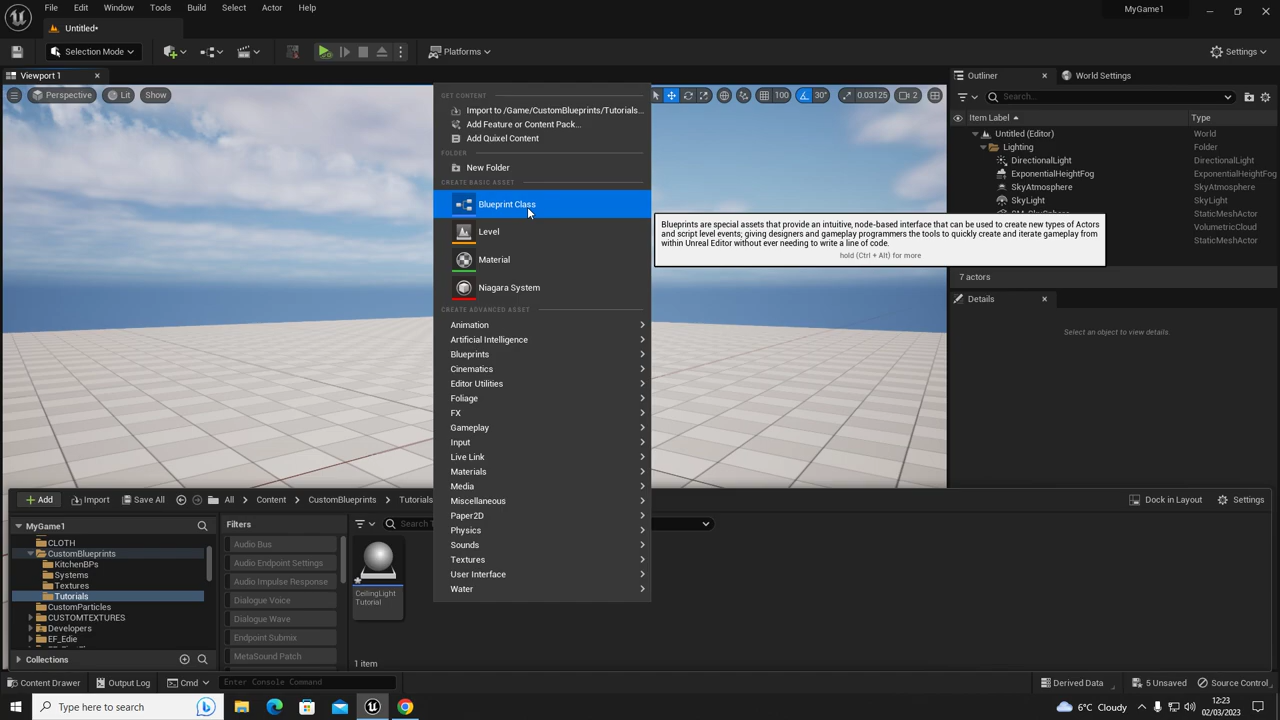 File Edit Window Tools Build Select Actor Help
MyGame1
Untitled*
Selection Mode
Platforms
Settings
Viewport 1
Outliner
World Settings
Perspective
Lit
Show
100
30°
0.03125
2
Search...
Item Label
Type
Untitled (Editor) World
Lighting Folder
DirectionalLight DirectionalLight
ExponentialHeightFog ExponentialHeightFog
SkyAtmosphere SkyAtmosphere
SkyLight SkyLight
StaticMeshActor
VolumetricCloud
StaticMeshActor
7 actors
Details
Select an object to view details.
GET CONTENT
Import to /Game/CustomBlueprints/Tutorials...
Add Feature or Content Pack...
Add Quixel Content
FOLDER
New Folder
CREATE BASIC ASSET
Blueprint Class
Level
Material
Niagara System
CREATE ADVANCED ASSET
Animation
Artificial Intelligence
Blueprints
Cinematics
Editor Utilities
Foliage
FX
Gameplay
Input
Live Link
Materials
Media
Miscellaneous
Paper2D
Physics
Sounds
Textures
User Interface
Water
Blueprints are special assets that provide an intuitive, node-based interface that can be used to create new types of Actors
and script level events; giving designers and gameplay programmers the tools to quickly create and iterate gameplay from
within Unreal Editor without ever needing to write a line of code.
hold (Ctrl + Alt) for more
Add
Import
Save All
All
Content
CustomBlueprints
Tutorials
Dock in Layout
Settings
MyGame1
CLOTH
CustomBlueprints
KitchenBPs
Systems
Textures
Tutorials
CustomParticles
CUSTOMTEXTURES
Developers
EF_Edie
Collections
Filters
Audio Bus
Audio Endpoint Settings
Audio Impulse Response
Dialogue Voice
Dialogue Wave
Endpoint Submix
MetaSound Patch
Search
CeilingLight
Tutorial
1 item
Content Drawer
Output Log
Cmd
Enter Console Command
Derived Data
5 Unsaved
Source Control
Type here to search
6°C Cloudy
12:23
02/03/2023